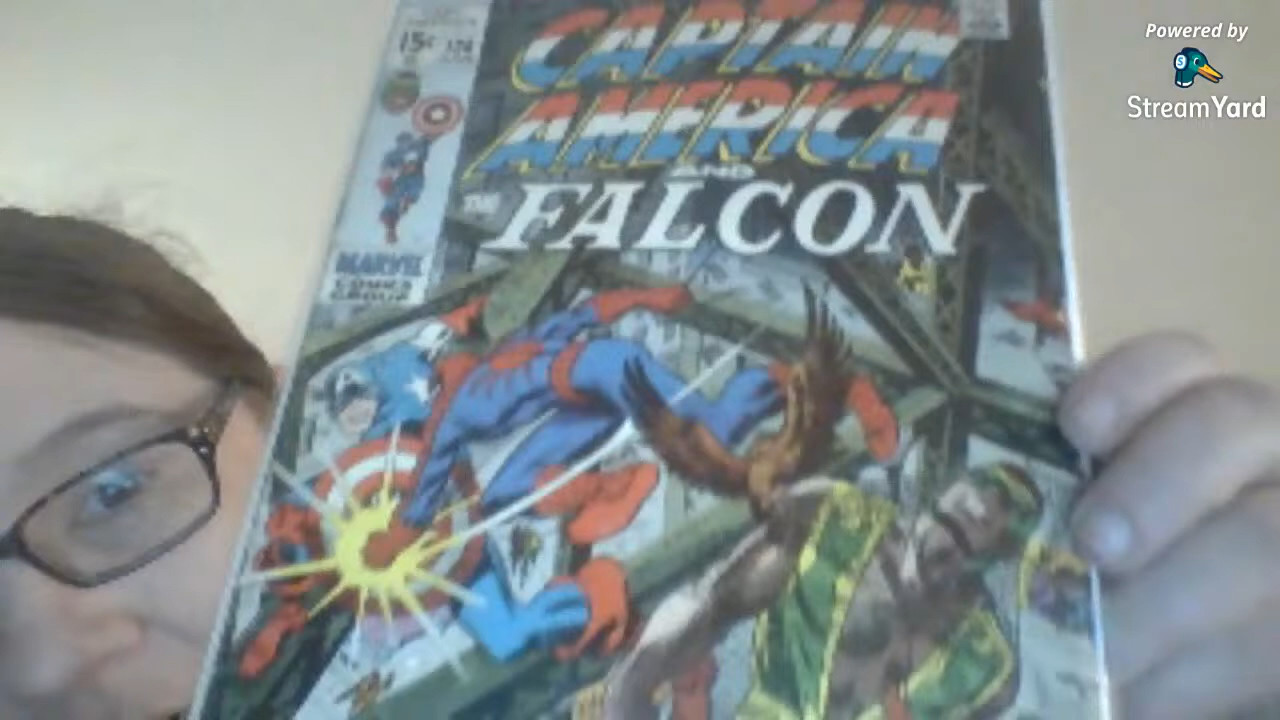 Powered by
StreamYard
15¢
CAPTAIN
AMERICA
AND
THE FALCON
MARVEL
COMICS
GROUP